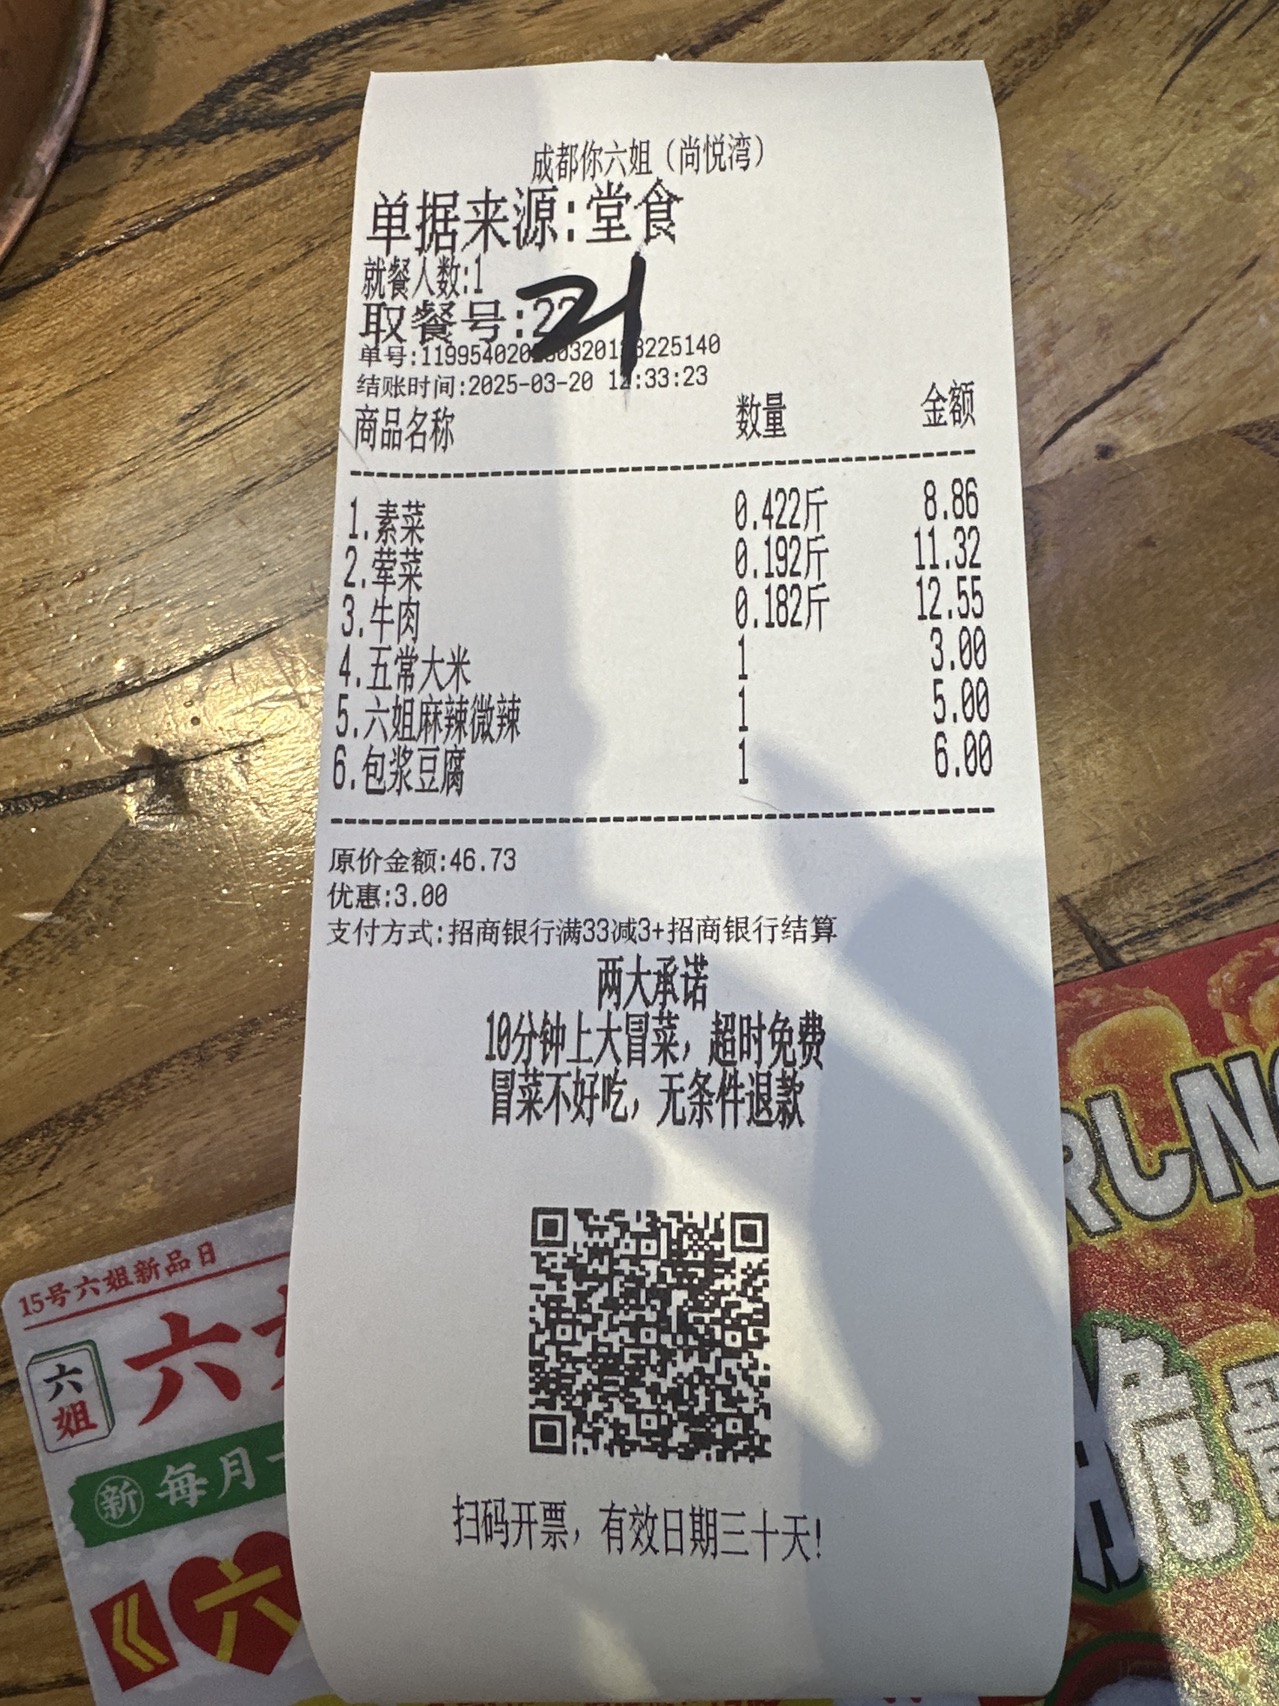 成都你六姐（尚悦湾）
单据来源:堂食
就餐人数:1
取餐号:
21
单号:
结账时间:2025-03-20
商品名称 数量 金额
1.素菜 0.422斤 8.86
2.荤菜 0.192斤 11.32
3.牛肉 0.182斤 12.55
4.五常大米 1 3.00
5.六姐麻辣微辣 1 5.00
6.包浆豆腐 1 6.00
原价金额:46.73
优惠:3.00
支付方式:招商银行满33减3+招商银行结算
两大承诺
10分钟上大冒菜，超时免费
冒菜不好吃，无条件退款
扫码开票，有效日期三十天!
15号六姐新品日
六姐
六
新 每月
六
RUN
脆